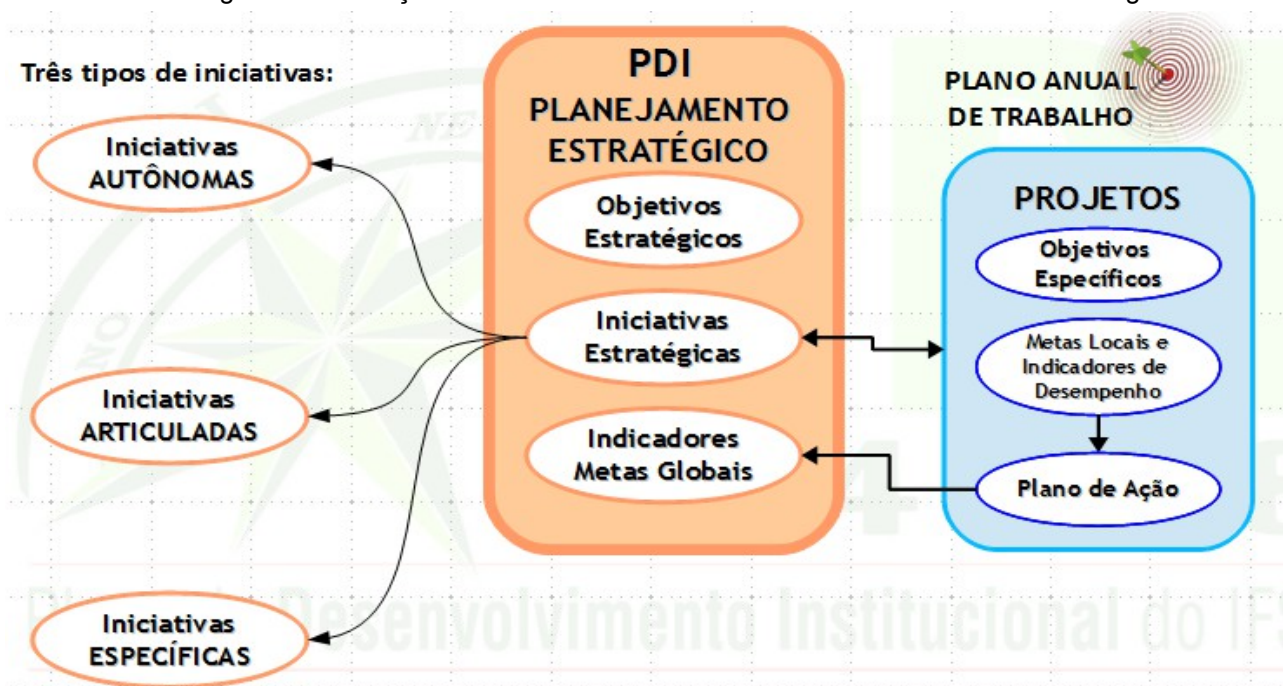 Três tipos de iniciativas:
Iniciativas
AUTÔNOMAS
Iniciativas
ARTICULADAS
Iniciativas
ESPECÍFICAS
PDI
PLANEJAMENTO
ESTRATÉGICO
Objetivos
Estratégicos
Iniciativas
Estratégicas
Indicadores
Metas Globais
PLANO ANUAL
DE TRABALHO
PROJETOS
Objetivos
Específicos
Metas Locais e
Indicadores de
Desempenho
Plano de Ação
NE
NO
Desenvolvimento Institucional do IF